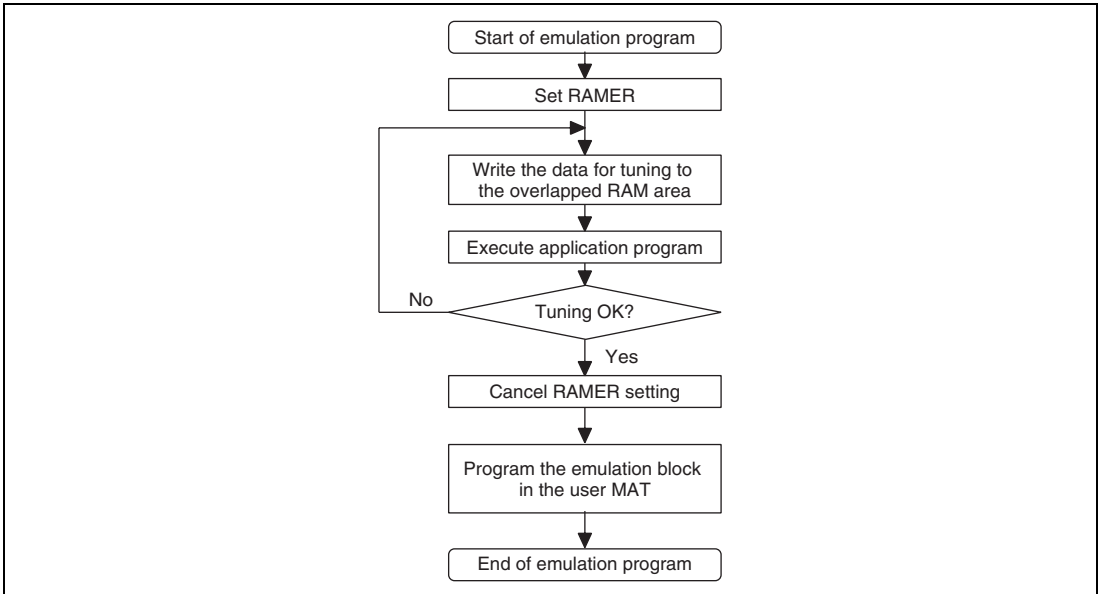 Start of emulation program
Set RAMER
Write the data for tuning to
the overlapped RAM area
Execute application program
No
Tuning OK?
Yes
Cancel RAMER setting
Program the emulation block
in the user MAT
End of emulation program